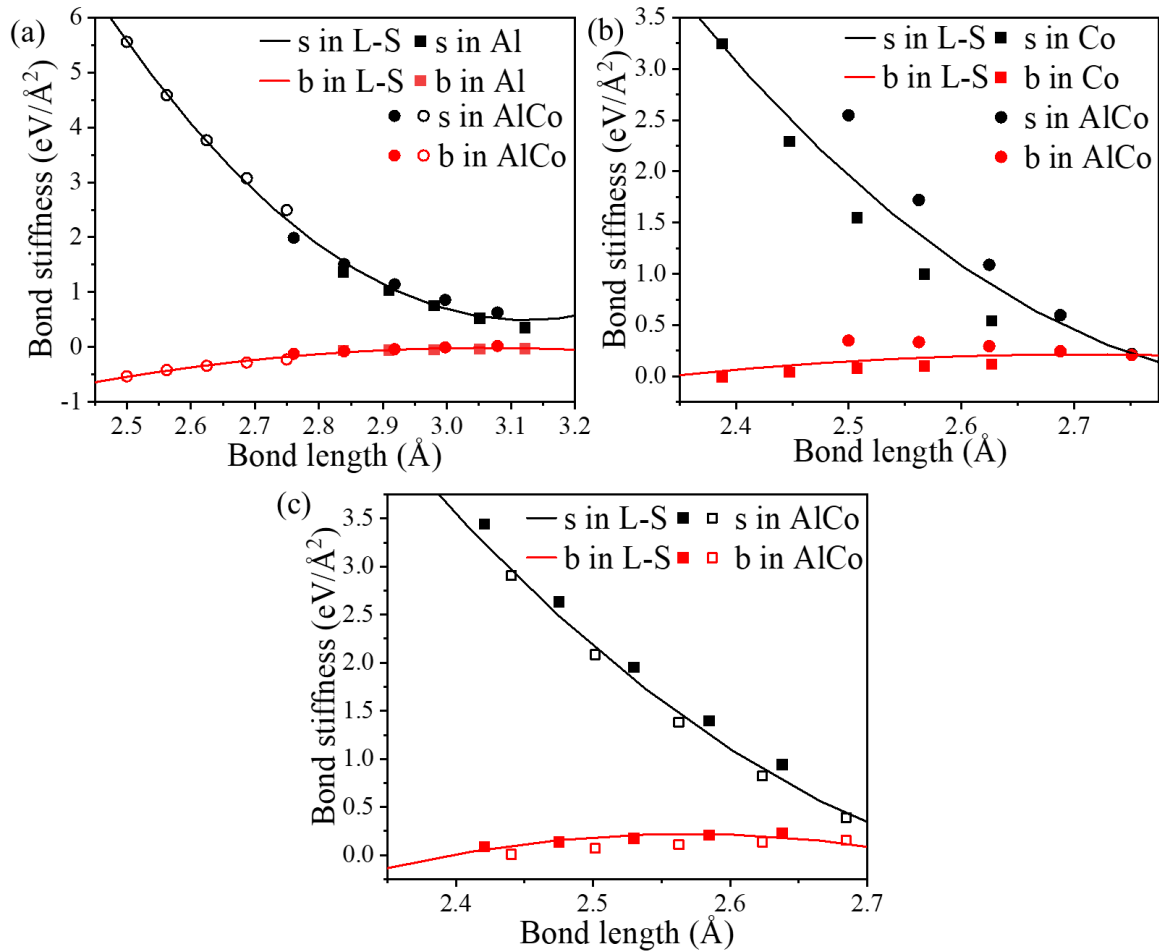 (a)
s in L-S s in Al
b in L-S b in Al
s in AlCo
b in AlCo
6
5
4
3
2
1
0
-1
Bond stiffness (eV/Å²)
2.5 2.6 2.7 2.8 2.9 3.0 3.1 3.2
Bond length (Å)
(b)
s in L-S s in Co
b in L-S b in Co
s in AlCo
b in AlCo
3.5
3.0
2.5
2.0
1.5
1.0
0.5
0.0
Bond stiffness (eV/Å²)
2.4 2.5 2.6 2.7
Bond length (Å)
(c)
s in L-S s in AlCo
b in L-S b in AlCo
3.5
3.0
2.5
2.0
1.5
1.0
0.5
0.0
Bond stiffness (eV/Å²)
2.4 2.5 2.6 2.7
Bond length (Å)